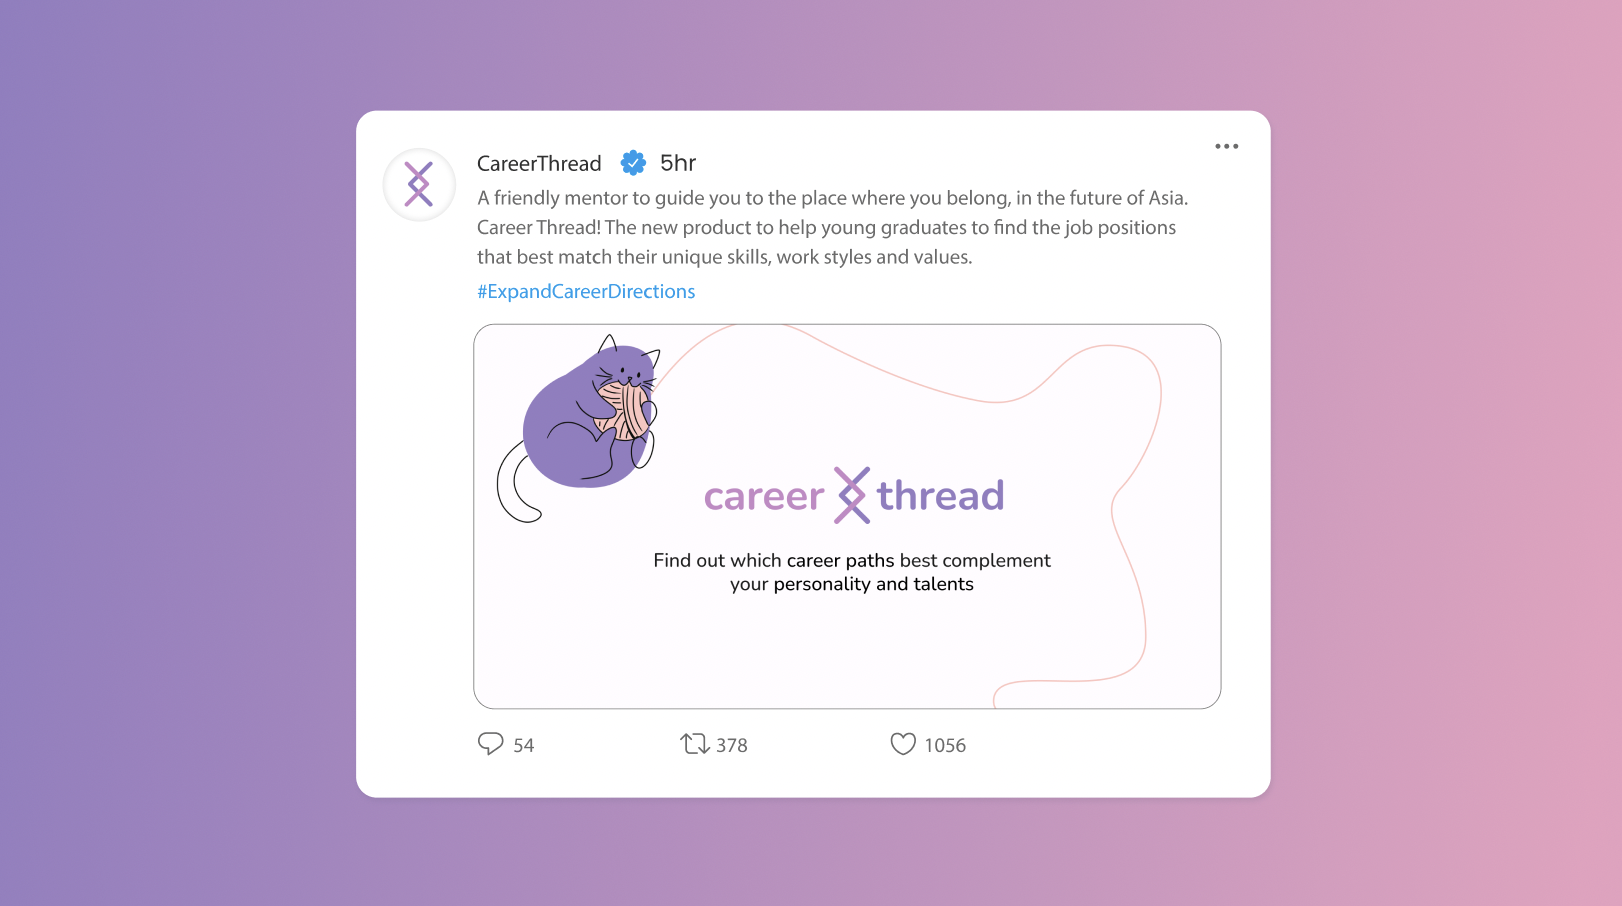 CareerThread 5hr
A friendly mentor to guide you to the place where you belong, in the future of Asia.
Career Thread! The new product to help young graduates to find the job positions
that best match their unique skills, work styles and values.
#ExpandCareerDirections
career thread
Find out which career paths best complement
your personality and talents
54 378 1056